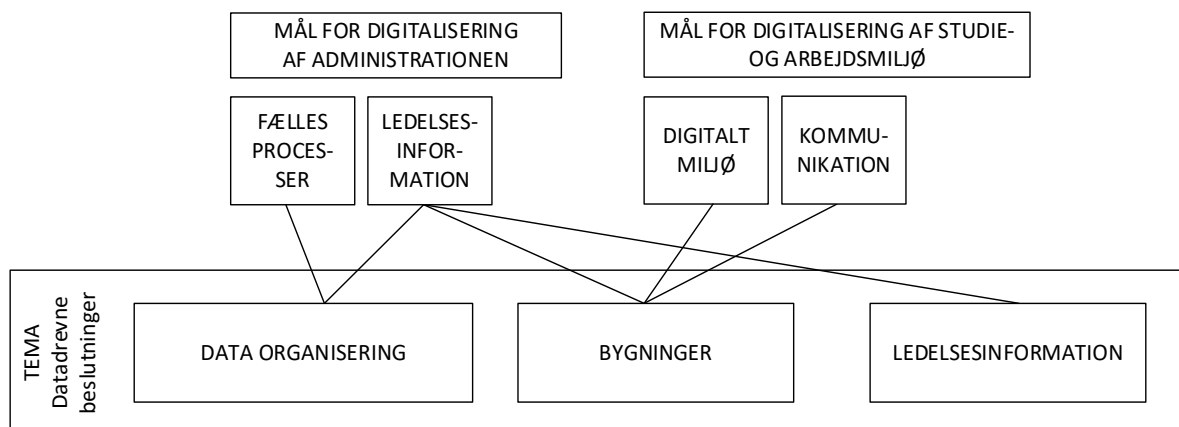 MÅL FOR DIGITALISERING
AF ADMINISTRATIONEN
MÅL FOR DIGITALISERING AF STUDIE-
OG ARBEJDSMILJØ
FÆLLES
PROCES-
SER
LEDELSES-
INFOR-
MATION
DIGITALT
MILJØ
KOMMU-
NIKATION
TEMA
Datadrevne
beslutninger
DATA ORGANISERING
BYGNINGER
LEDELSESINFORMATION